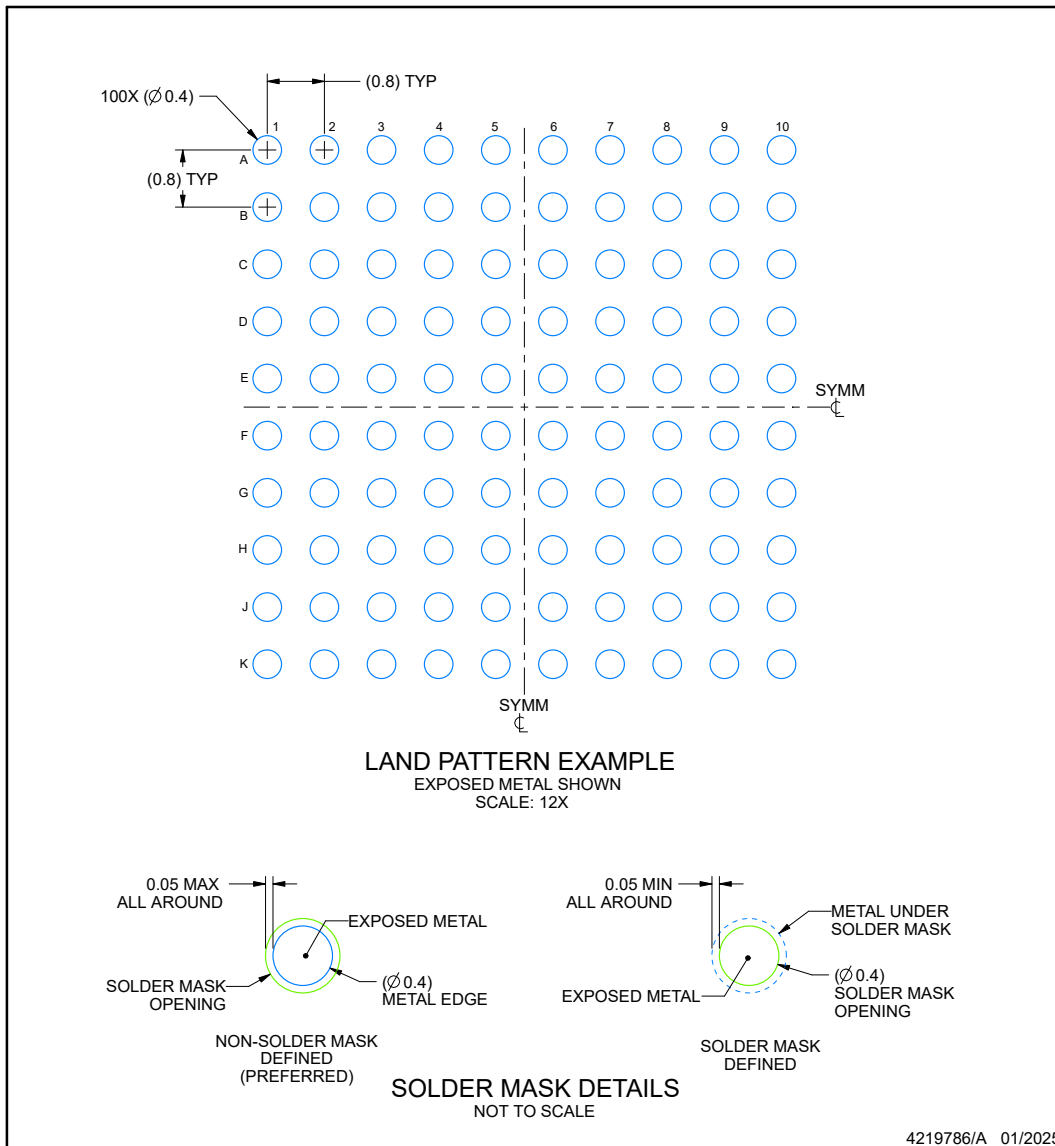 (0.8) TYP
100X (∅ 0.4)
1 2 3 4 5 6 7 8 9 10
A
(0.8) TYP
B
C
D
E
SYMM
℄
F
G
H
J
K
SYMM
℄
LAND PATTERN EXAMPLE
EXPOSED METAL SHOWN
SCALE: 12X
0.05 MAX
ALL AROUND
EXPOSED METAL
SOLDER MASK
OPENING
(∅ 0.4)
METAL EDGE
NON-SOLDER MASK
DEFINED
(PREFERRED)
0.05 MIN
ALL AROUND
METAL UNDER
SOLDER MASK
EXPOSED METAL
(∅ 0.4)
SOLDER MASK
OPENING
SOLDER MASK
DEFINED
SOLDER MASK DETAILS
NOT TO SCALE
4219786/A 01/2025